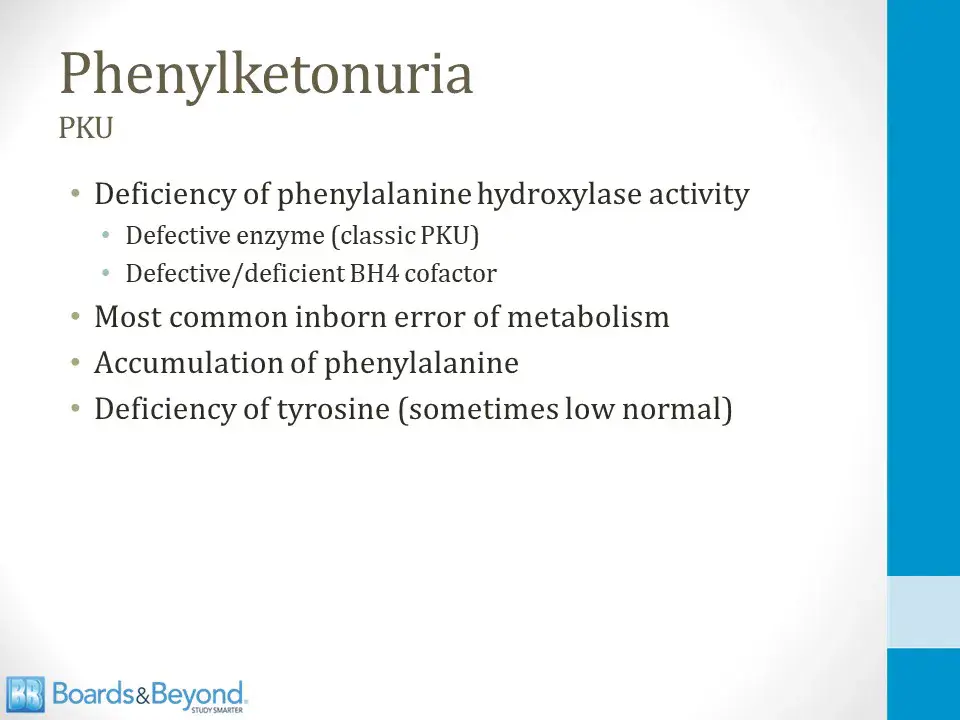 Phenylketonuria
PKU
• Deficiency of phenylalanine hydroxylase activity
• Defective enzyme (classic PKU)
• Defective/deficient BH4 cofactor
• Most common inborn error of metabolism
• Accumulation of phenylalanine
• Deficiency of tyrosine (sometimes low normal)
BB Boards&Beyond.
STUDY SMARTER